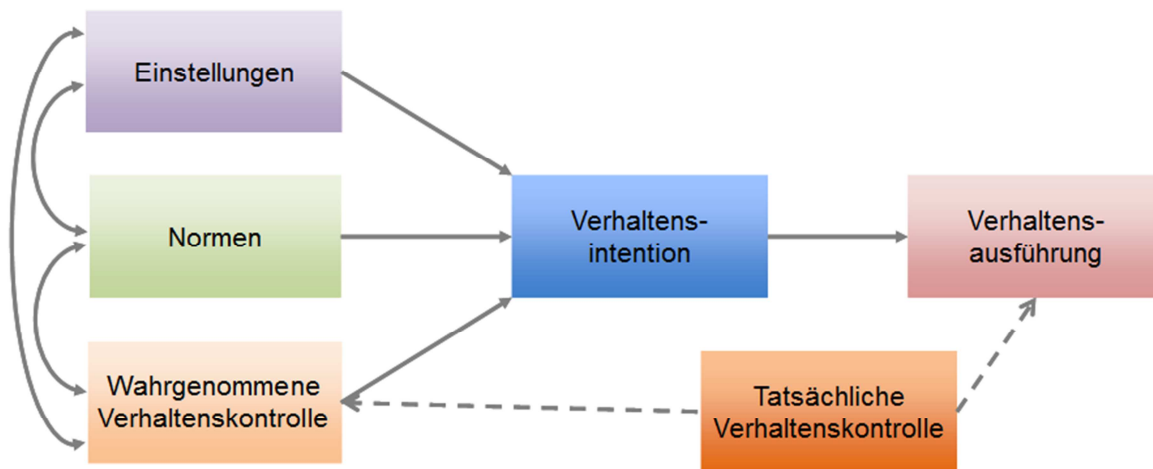 Einstellungen
Normen
Wahrgenommene
Verhaltenskontrolle
Verhaltens-
intention
Verhaltens-
ausführung
Tatsächliche
Verhaltenskontrolle